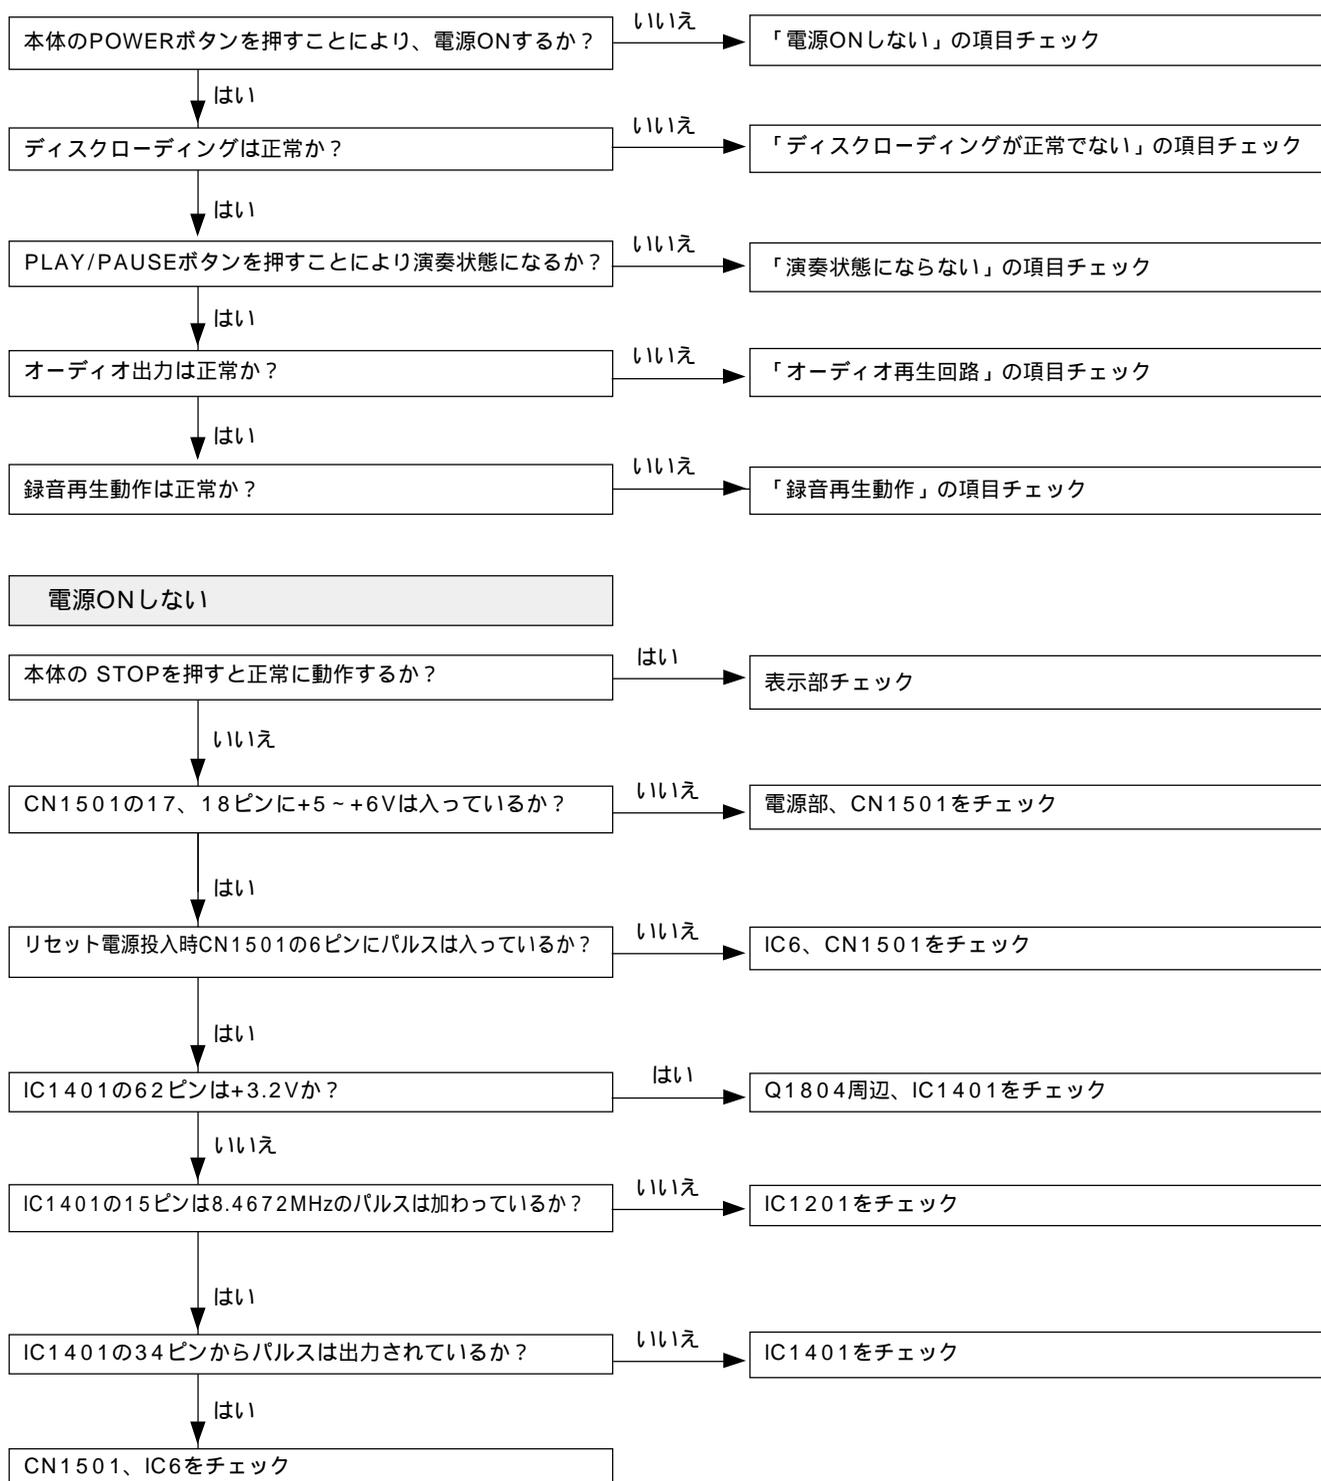 本体のPOWERボタンを押すことにより、電源ONするか？
いいえ
「電源ONしない」の項目チェック
はい
ディスクローディングは正常か？
いいえ
「ディスクローディングが正常でない」の項目チェック
はい
PLAY/PAUSEボタンを押すことにより演奏状態になるか？
いいえ
「演奏状態にならない」の項目チェック
はい
オーディオ出力は正常か？
いいえ
「オーディオ再生回路」の項目チェック
はい
録音再生動作は正常か？
いいえ
「録音再生動作」の項目チェック
電源ONしない
本体の STOPを押すと正常に動作するか？
はい
表示部チェック
いいえ
CN1501の17、18ピンに+5～+6Vは入っているか？
いいえ
電源部、CN1501をチェック
はい
リセット電源投入時CN1501の6ピンにパルスは入っているか？
いいえ
IC6、CN1501をチェック
はい
IC1401の62ピンは+3.2Vか？
はい
Q1804周辺、IC1401をチェック
いいえ
IC1401の15ピンは8.4672MHzのパルスは加わっているか？
いいえ
IC1201をチェック
はい
IC1401の34ピンからパルスは出力されているか？
いいえ
IC1401をチェック
はい
CN1501、IC6をチェック